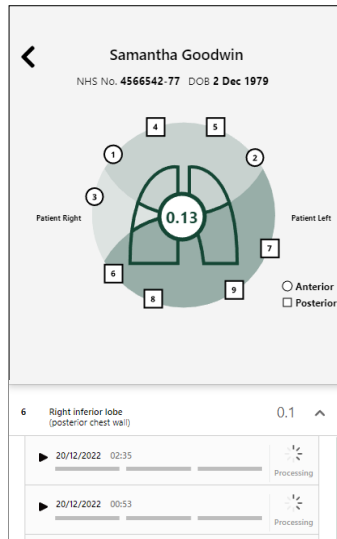 Samantha Goodwin
NHS No. 4566542-77 DOB 2 Dec 1979
4 5
1 2
3
0.13
Patient Right Patient Left
7
6
9
8
Anterior
Posterior
6 Right inferior lobe 0.1
(posterior chest wall)
20/12/2022 02:35
Processing
20/12/2022 00:53
Processing